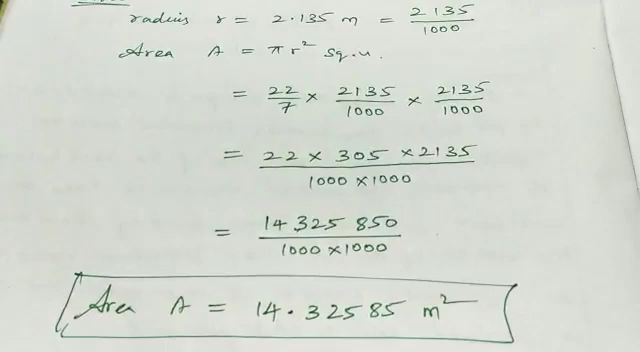 radius r = 2.135 m = 2135/1000
Area A = πr² sq.u.
= 22/7 × 2135/1000 × 2135/1000
= 22 × 305 × 2135 / 1000 × 1000
= 14325850 / 1000 × 1000
Area A = 14.32585 m²